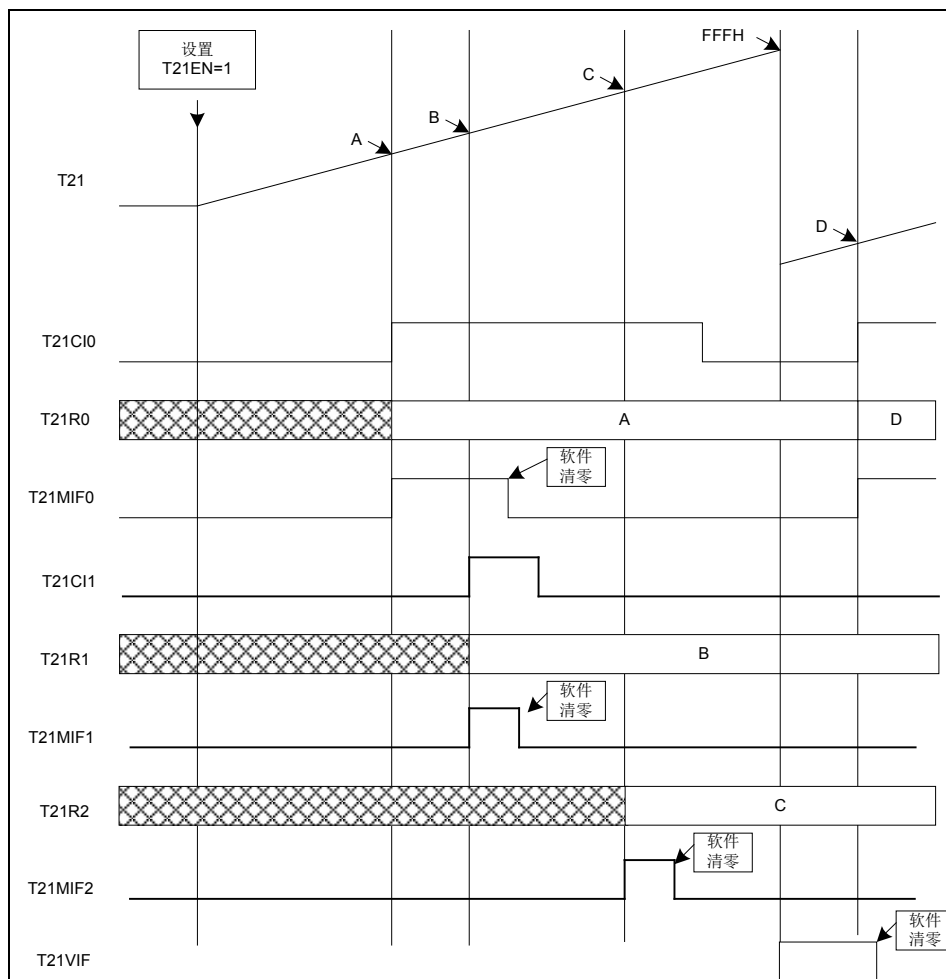 设置
T21EN=1
FFFH
C
B
A
T21
D
T21CI0
T21R0
A
D
软件
清零
T21MIF0
T21CI1
T21R1
B
软件
清零
T21MIF1
T21R2
C
软件
清零
T21MIF2
软件
清零
T21VIF